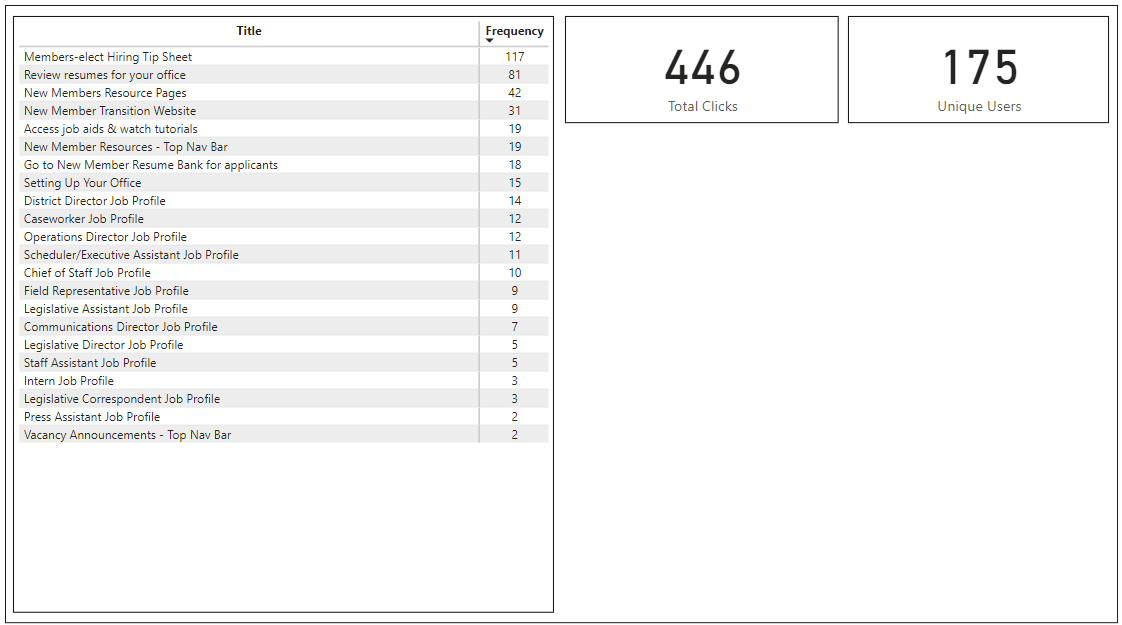 Title Frequency
Members-elect Hiring Tip Sheet 117
Review resumes for your office 81
New Members Resource Pages 42
New Member Transition Website 31
Access job aids & watch tutorials 19
New Member Resources - Top Nav Bar 19
Go to New Member Resume Bank for applicants 18
Setting Up Your Office 15
District Director Job Profile 14
Caseworker Job Profile 12
Operations Director Job Profile 12
Scheduler/Executive Assistant Job Profile 11
Chief of Staff Job Profile 10
Field Representative Job Profile 9
Legislative Assistant Job Profile 9
Communications Director Job Profile 7
Legislative Director Job Profile 5
Staff Assistant Job Profile 5
Intern Job Profile 3
Legislative Correspondent Job Profile 3
Press Assistant Job Profile 2
Vacancy Announcements - Top Nav Bar 2
446
Total Clicks
175
Unique Users